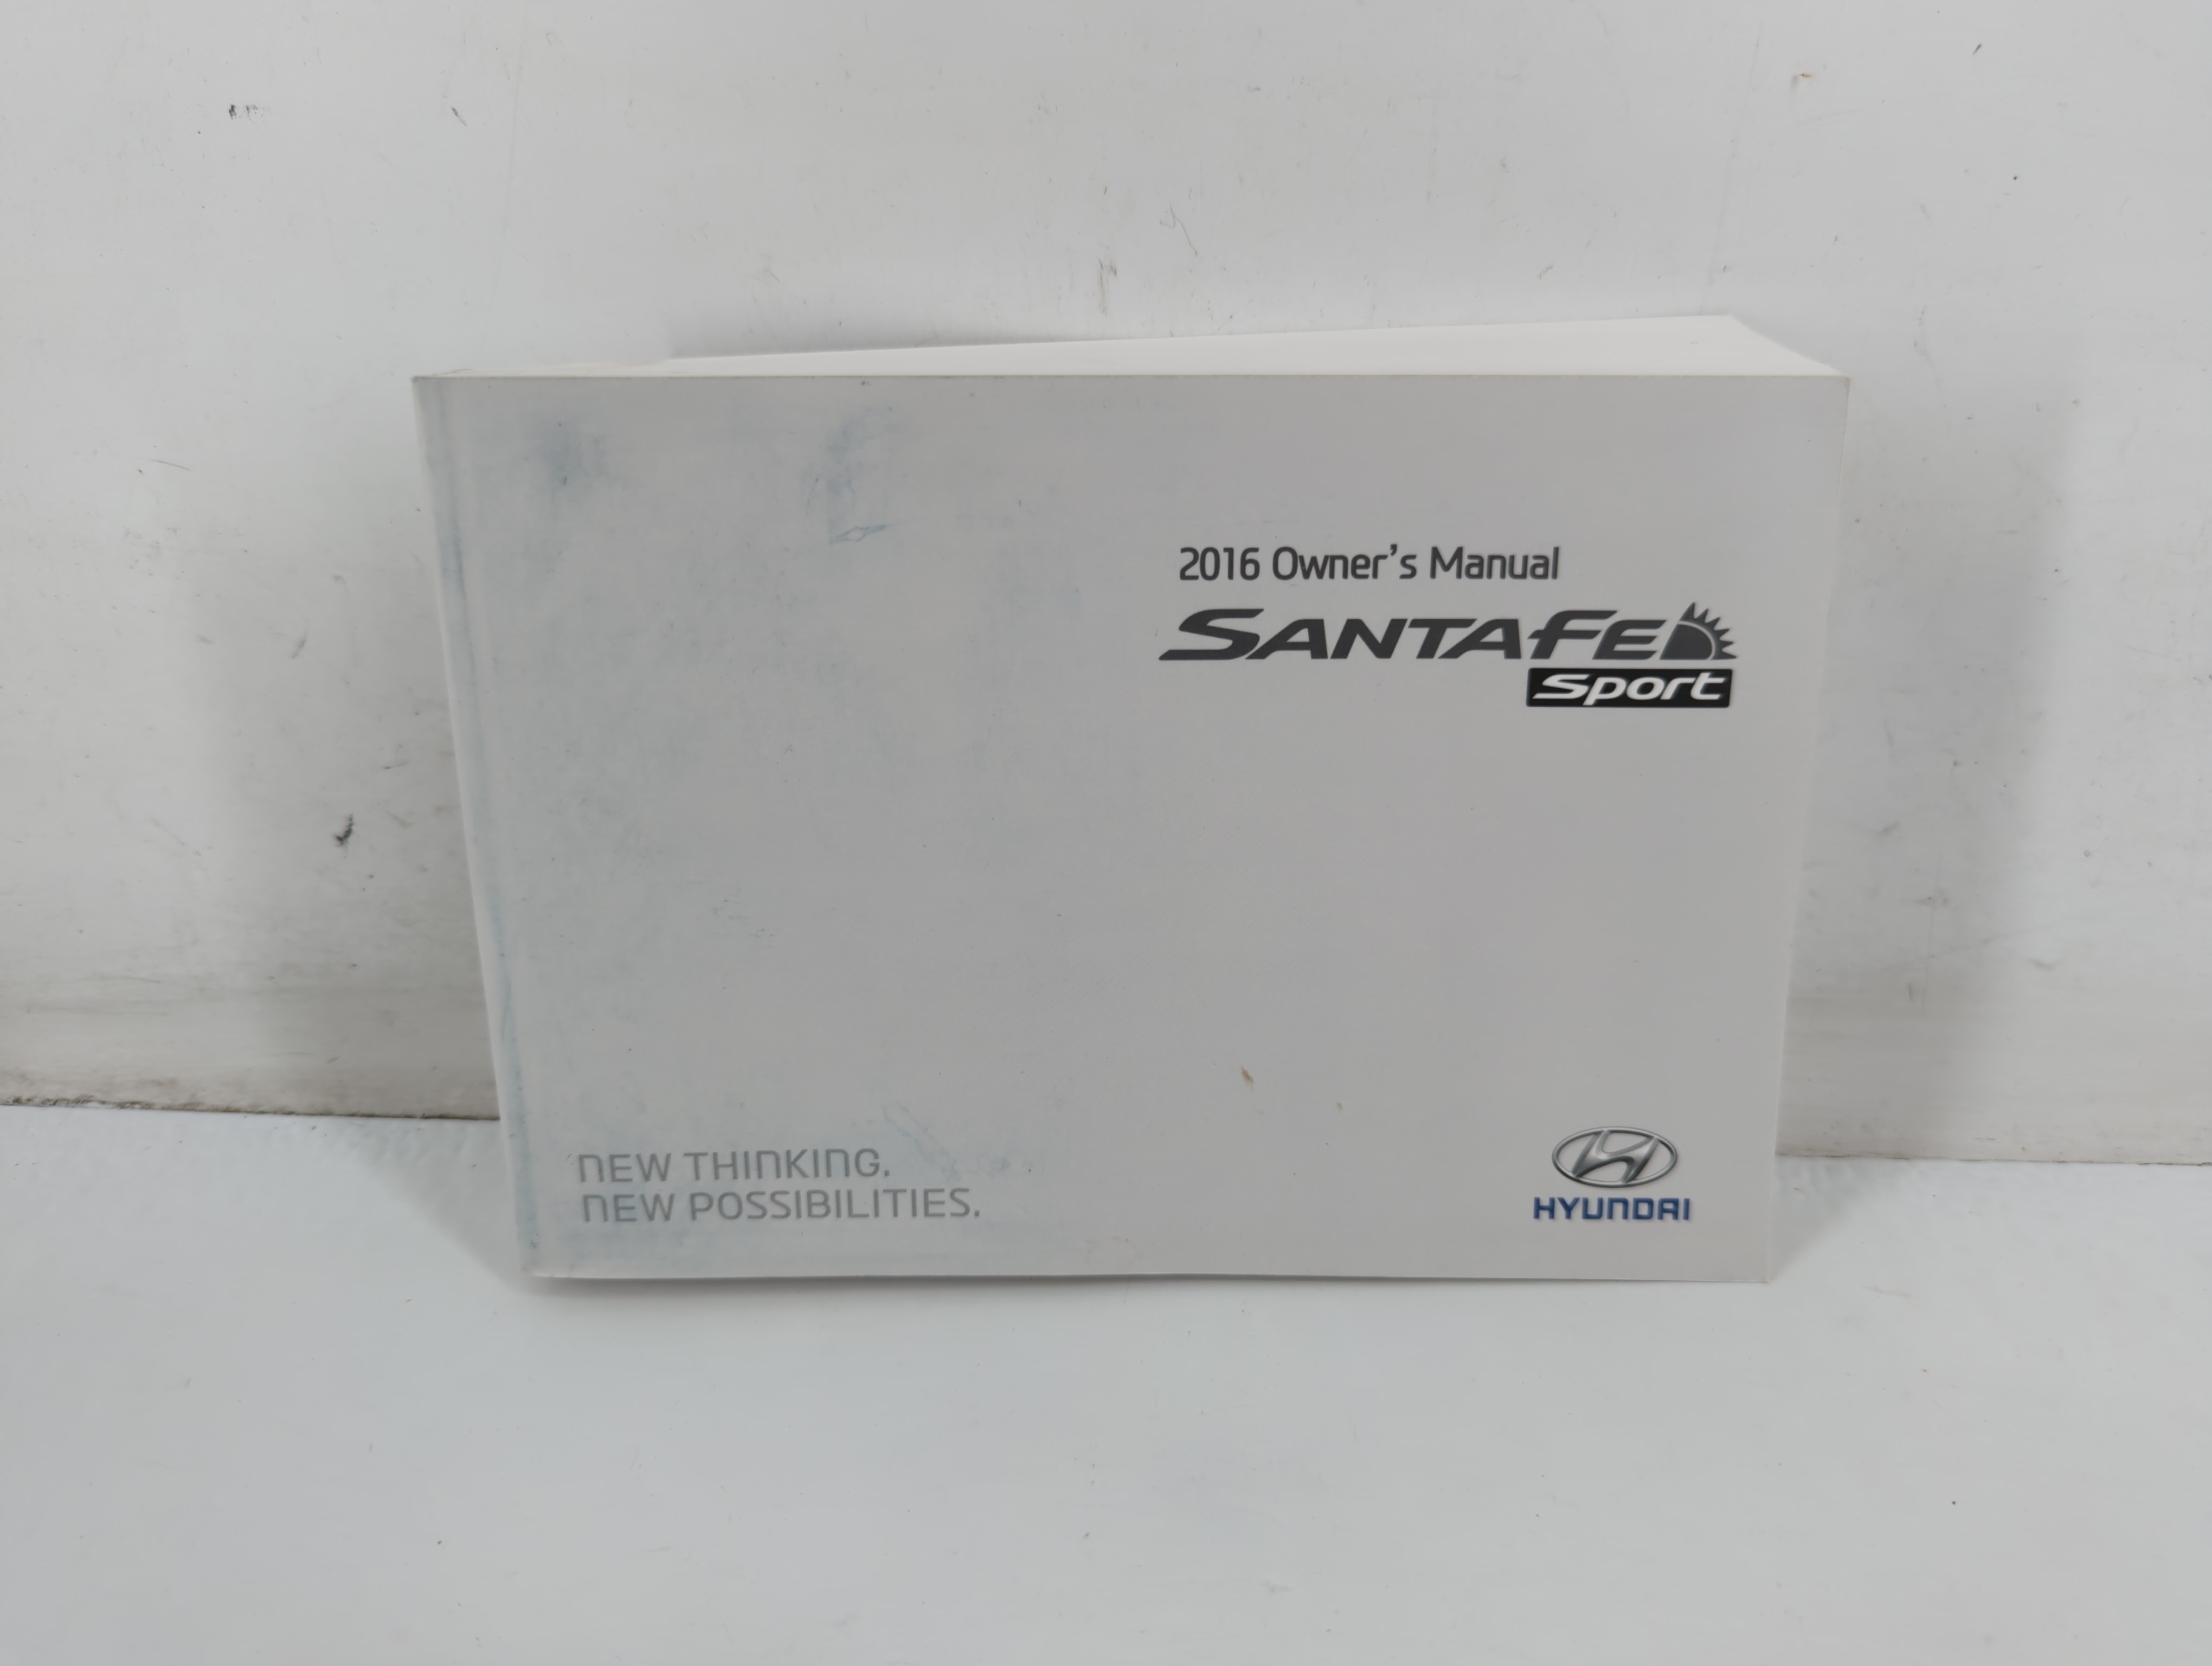 2016 Owner's Manual
SANTAFE
Sport
NEW THINKING.
NEW POSSIBILITIES.
HYUNDAI